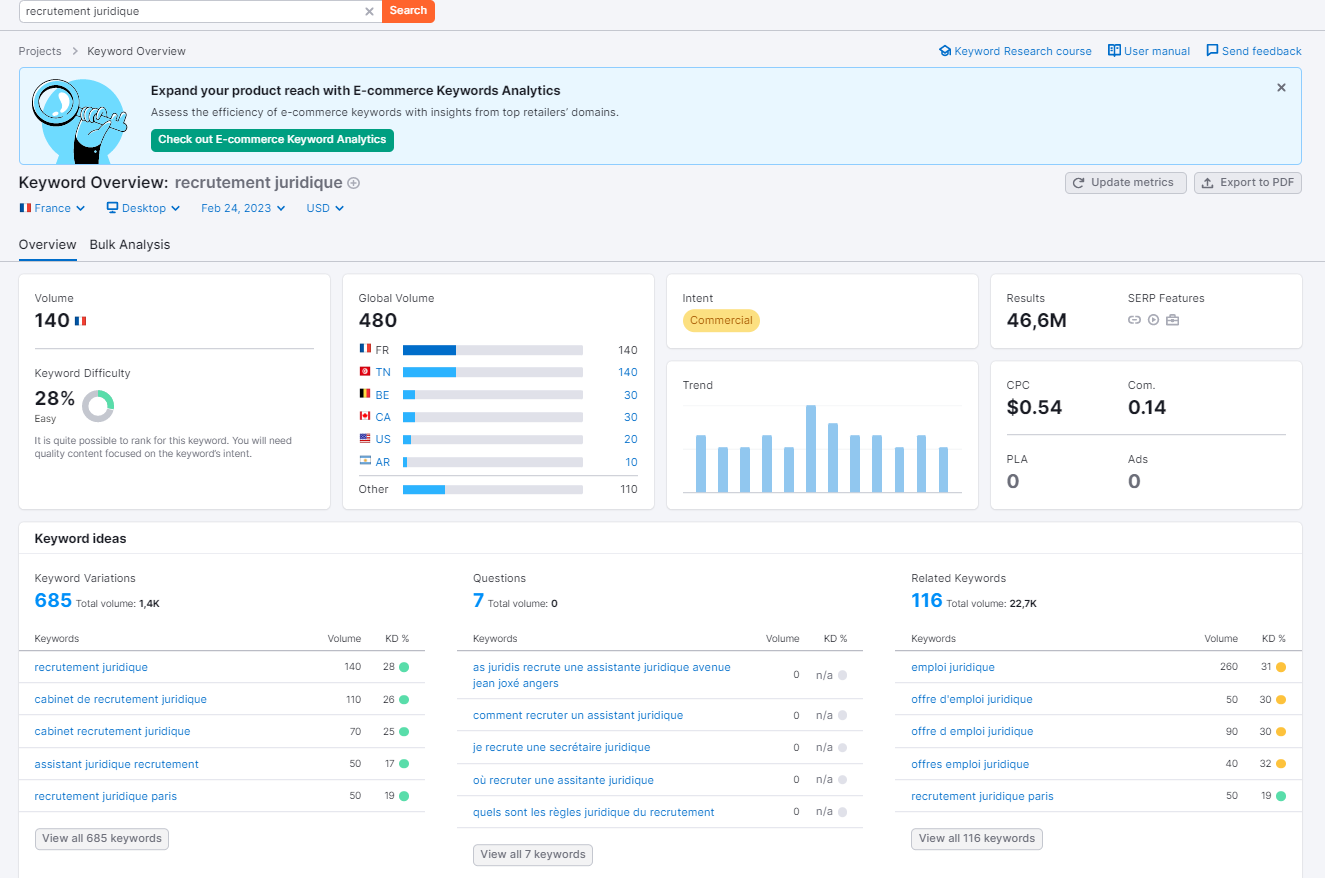 recrutement juridique
Search
Projects > Keyword Overview
Keyword Research course
User manual
Send feedback
Expand your product reach with E-commerce Keywords Analytics
Assess the efficiency of e-commerce keywords with insights from top retailers' domains.
Check out E-commerce Keyword Analytics
Keyword Overview: recrutement juridique
Update metrics
Export to PDF
France
Desktop
Feb 24, 2023
USD
Overview
Bulk Analysis
Volume
140
Keyword Difficulty
28%
Easy
It is quite possible to rank for this keyword. You will need
quality content focused on the keyword's intent.
Global Volume
480
FR 140
TN 140
BE 30
CA 30
US 20
AR 10
Other 110
Intent
Commercial
Trend
Results
46,6M
SERP Features
CPC
$0.54
Com.
0.14
PLA
0
Ads
0
Keyword ideas
Keyword Variations
685 Total volume: 1,4K
Keywords Volume KD %
recrutement juridique 140 28
cabinet de recrutement juridique 110 26
cabinet recrutement juridique 70 25
assistant juridique recrutement 50 17
recrutement juridique paris 50 19
View all 685 keywords
Questions
7 Total volume: 0
Keywords Volume KD %
as juridis recrute une assistante juridique avenue
jean joxé angers 0 n/a
comment recruter un assistant juridique 0 n/a
je recrute une secrétaire juridique 0 n/a
où recruter une assitante juridique 0 n/a
quels sont les règles juridique du recrutement 0 n/a
View all 7 keywords
Related Keywords
116 Total volume: 22,7K
Keywords Volume KD %
emploi juridique 260 31
offre d'emploi juridique 50 30
offre d emploi juridique 90 30
offres emploi juridique 40 32
recrutement juridique paris 50 19
View all 116 keywords